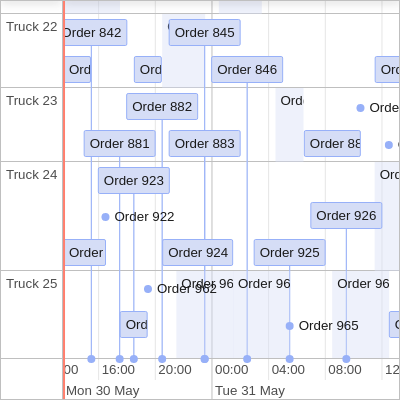 Truck 22
Order 842
Order 845
Ord
Ord
Order 846
Ord
Truck 23
Order 882
Ord
Orde
Order 881
Order 883
Order 88
Truck 24
Order 923
Ord
Order 922
Order 926
Order
Order 924
Order 925
Truck 25
Order 962
Order 96
Order 96
Order 96
Ord
Order 965
00
16:00
20:00
00:00
04:00
08:00
12
Mon 30 May
Tue 31 May